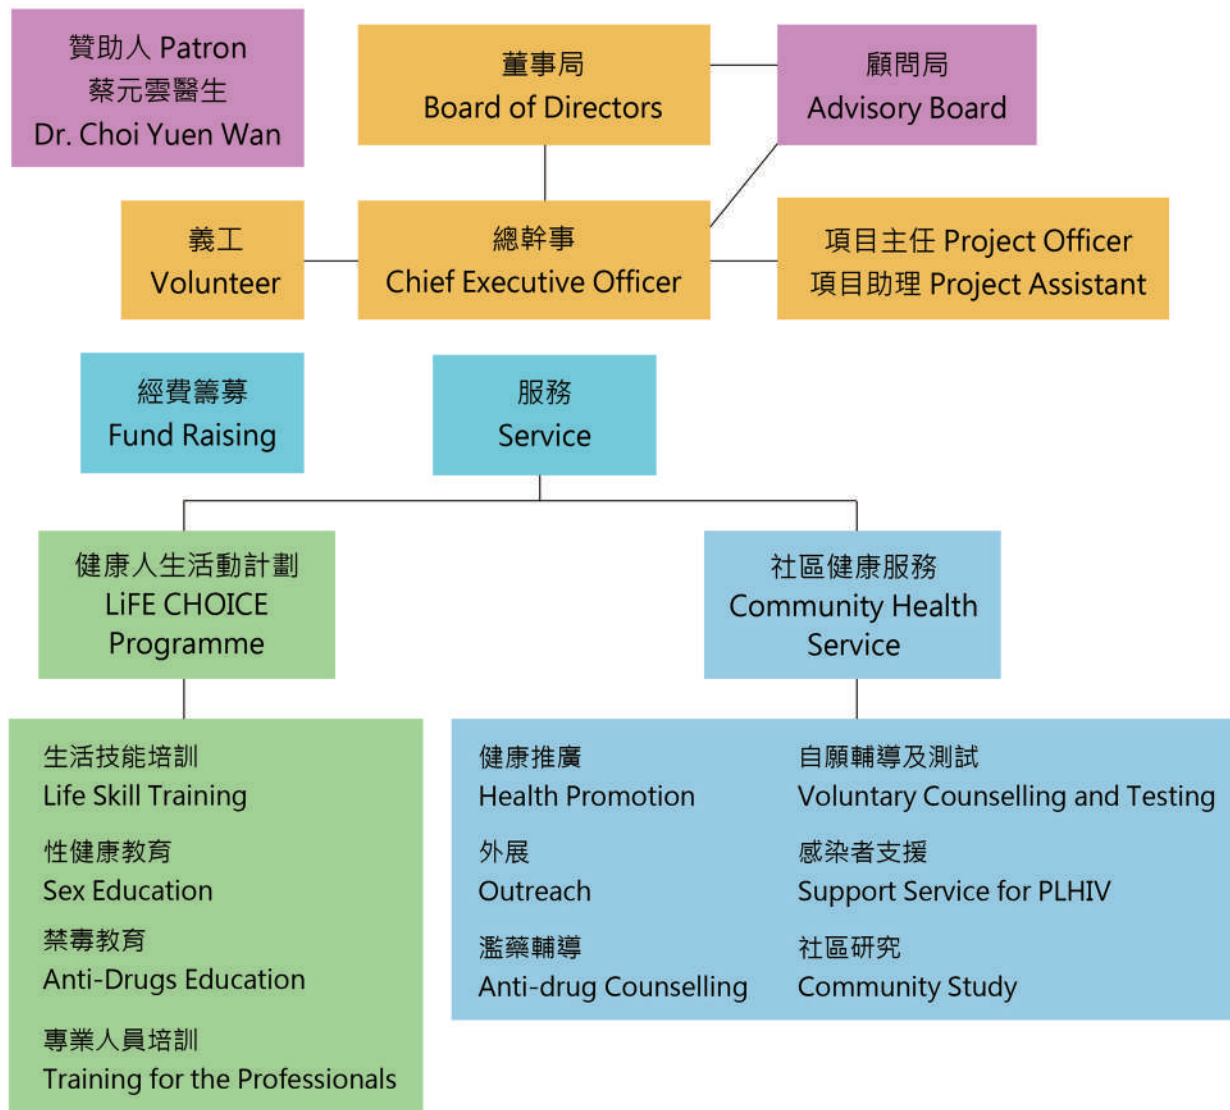 贊助人 Patron
蔡元雲醫生
Dr. Choi Yuen Wan
董事局
Board of Directors
顧問局
Advisory Board
義工
Volunteer
總幹事
Chief Executive Officer
項目主任 Project Officer
項目助理 Project Assistant
經費籌募
Fund Raising
服務
Service
健康人生活動計劃
LiFE CHOICE
Programme
社區健康服務
Community Health
Service
生活技能培訓
Life Skill Training
性健康教育
Sex Education
禁毒教育
Anti-Drugs Education
專業人員培訓
Training for the Professionals
健康推廣
Health Promotion
外展
Outreach
濫藥輔導
Anti-drug Counselling
自願輔導及測試
Voluntary Counselling and Testing
感染者支援
Support Service for PLHIV
社區研究
Community Study